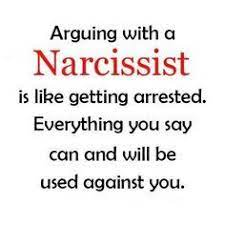 Arguing with a
Narcissist
is like getting arrested.
Everything you say
can and will be
used against you.